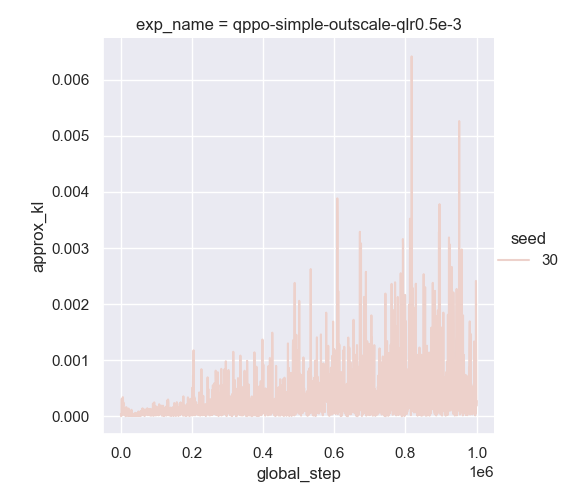 exp_name = qppo-simple-outscale-qlr0.5e-3
0.006
0.005
0.004
0.003
0.002
0.001
0.000
approx_kl
seed
30
0.0 0.2 0.4 0.6 0.8 1.0
1e6
global_step